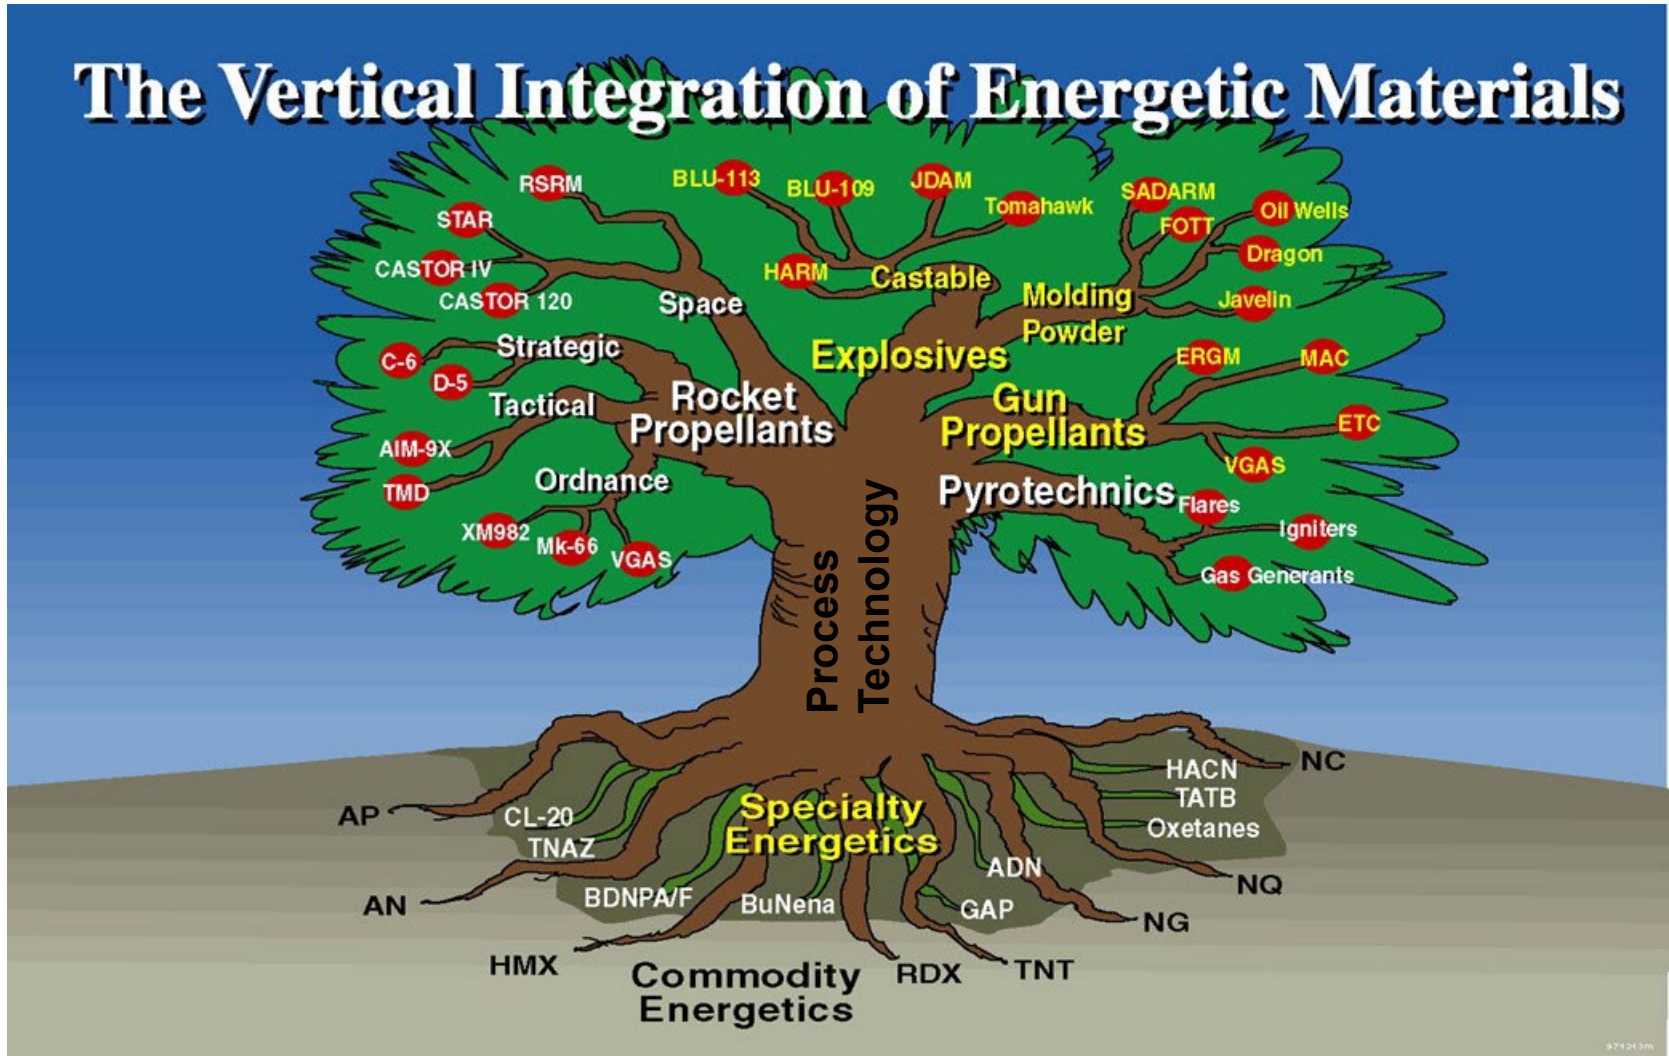 The Vertical Integration of Energetic Materials
RSRM
STAR
CASTOR IV
CASTOR 120
Space
BLU-113
BLU-109
JDAM
Tomahawk
HARM
Castable
SADARM
FOTT
Oil Wells
Dragon
Javelin
Molding
Powder
Explosives
C-6
D-5
Strategic
Tactical
AIM-9X
TMD
Rocket
Propellants
Ordnance
XM982
Mk-66
VGAS
Gun
Propellants
ERGM
MAC
ETC
VGAS
Pyrotechnics
Flares
Igniters
Gas Generants
Process
Technology
AP
CL-20
TNAZ
AN
BDNPA/F
HMX
BuNena
Specialty
Energetics
Commodity
Energetics
RDX
TNT
GAP
ADN
NG
NQ
Oxetanes
TATB
HACN
NC